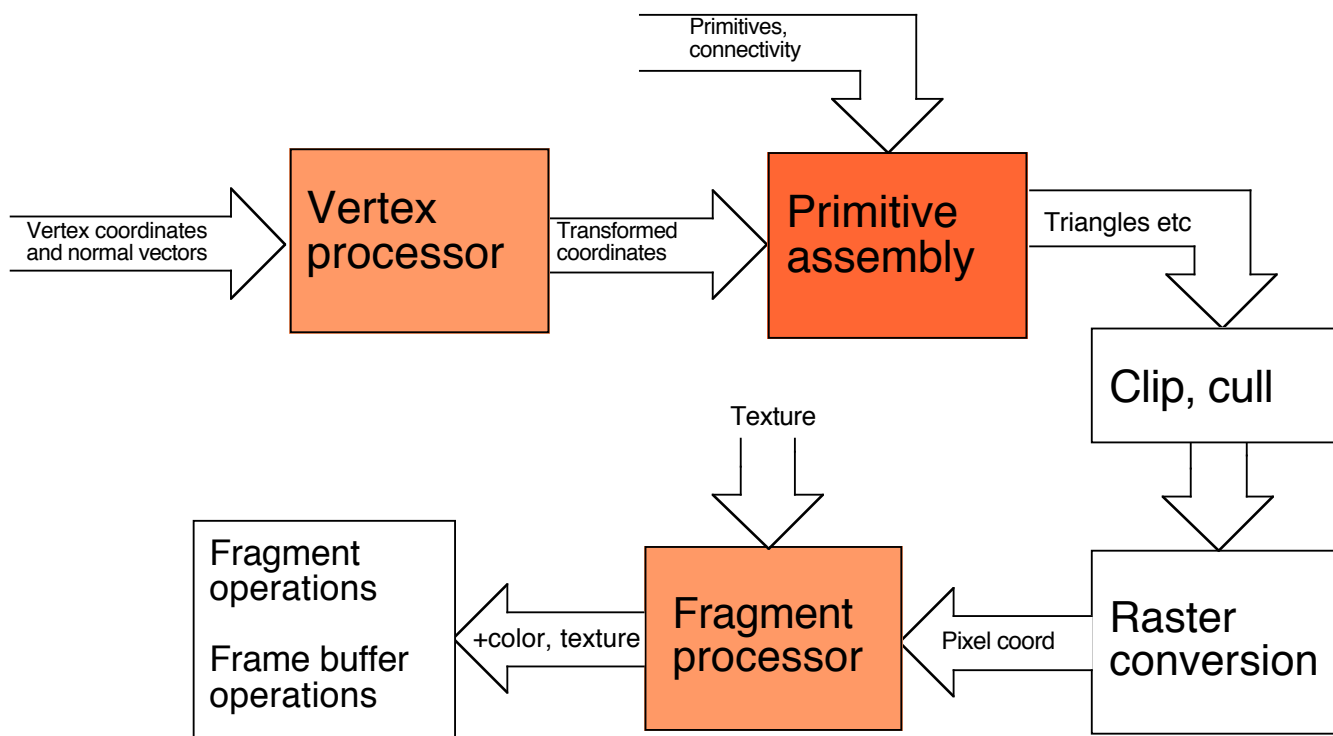 Primitives,
connectivity
Vertex coordinates
and normal vectors
Vertex
processor
Transformed
coordinates
Primitive
assembly
Triangles etc
Clip, cull
Texture
Raster
conversion
Pixel coord
Fragment
processor
+color, texture
Fragment
operations
Frame buffer
operations